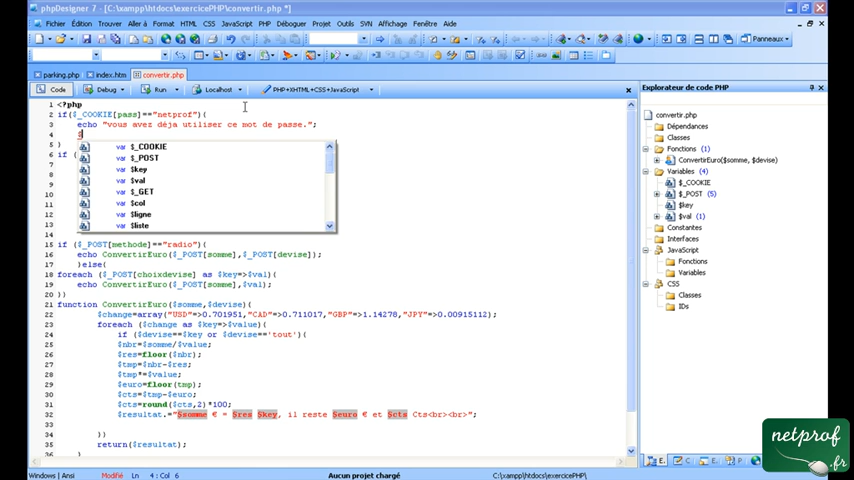 phpDesigner 7 - [C:\xampp\htdocs\exercicePHP\convertir.php *]
Fichier Édition Trouver Atteindre Format HTML CSS JavaScript PHP Déboguer Projet Outils SVN Affichage Fenêtre Aide
Panneaux
parking.php index.htm convertir.php
Code Debug Run Localhost PHP+XHTML+CSS+JavaScript
Explorateur de code PHP
convertir.php
Dépendances
Classes
Fonctions (1)
ConvertirEuro($somme, $devise)
Variables (4)
$_COOKIE
$_POST (5)
$key
$val (1)
Constantes
Interfaces
JavaScript
Fonctions
Variables
CSS
Classes
IDs
1 <?php
2 if($_COOKIE[pass]=="netprof"){
3 echo "vous avez déja utiliser ce mot de passe.";
4 $
5 }
6 if (
7
8
9
10
11
12
13
14
var $_COOKIE
var $_POST
var $key
var $val
var $_GET
var $col
var $ligne
var $liste
15 if ($_POST[methode]=="radio"){
16 echo ConvertirEuro($_POST[somme],$_POST[devise]);
17 }else{
18 foreach ($_POST[choixdevise] as $key=>$val){
19 echo ConvertirEuro($_POST[somme],$val);
20 }}
21 function ConvertirEuro($somme,$devise){
22 $change=array("USD"=>0.701951,"CAD"=>0.711017,"GBP"=>1.14278,"JPY"=>0.00915112);
23 foreach ($change as $key=>$value){
24 if ($devise==$key or $devise=='tout'){
25 $nbr=$somme/$value;
26 $res=floor($nbr);
27 $tmp=$nbr-$res;
28 $tmp*=$value;
29 $euro=floor(tmp);
30 $cts=$tmp-$euro;
31 $cts=round($cts,2)*100;
32 $resultat.="$somme € = $res $key, il reste $euro € et $cts Cts<br><br>";
33
34 }}
35 return($resultat);
36 }
Windows | Ansi Modifié Ln 4 : Col 6 Aucun projet chargé C:\xampp\htdocs\exercicePHP\
E.. C.. E.. P
netprof
.fr